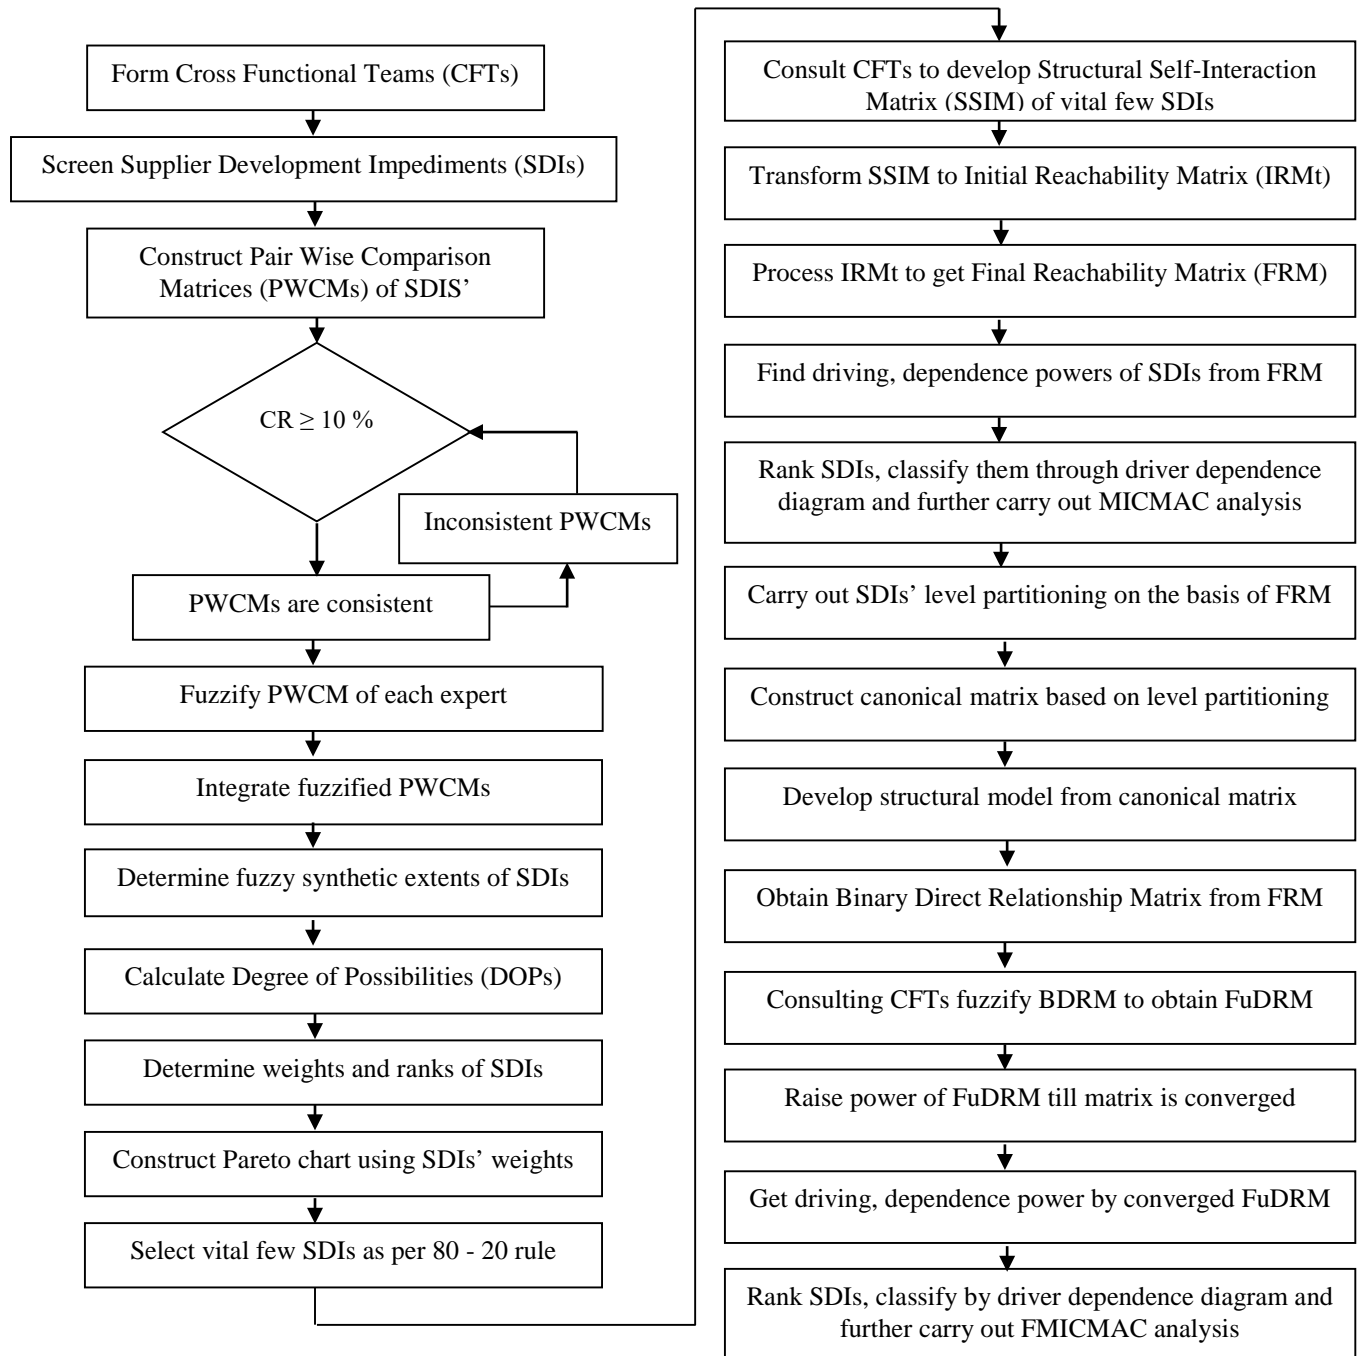 Form Cross Functional Teams (CFTs)
Screen Supplier Development Impediments (SDIs)
Construct Pair Wise Comparison
Matrices (PWCMs) of SDIS’
CR ≥ 10 %
Inconsistent PWCMs
PWCMs are consistent
Fuzzify PWCM of each expert
Integrate fuzzified PWCMs
Determine fuzzy synthetic extents of SDIs
Calculate Degree of Possibilities (DOPs)
Determine weights and ranks of SDIs
Construct Pareto chart using SDIs’ weights
Select vital few SDIs as per 80 - 20 rule
Consult CFTs to develop Structural Self-Interaction
Matrix (SSIM) of vital few SDIs
Transform SSIM to Initial Reachability Matrix (IRMt)
Process IRMt to get Final Reachability Matrix (FRM)
Find driving, dependence powers of SDIs from FRM
Rank SDIs, classify them through driver dependence
diagram and further carry out MICMAC analysis
Carry out SDIs’ level partitioning on the basis of FRM
Construct canonical matrix based on level partitioning
Develop structural model from canonical matrix
Obtain Binary Direct Relationship Matrix from FRM
Consulting CFTs fuzzify BDRM to obtain FuDRM
Raise power of FuDRM till matrix is converged
Get driving, dependence power by converged FuDRM
Rank SDIs, classify by driver dependence diagram and
further carry out FMICMAC analysis